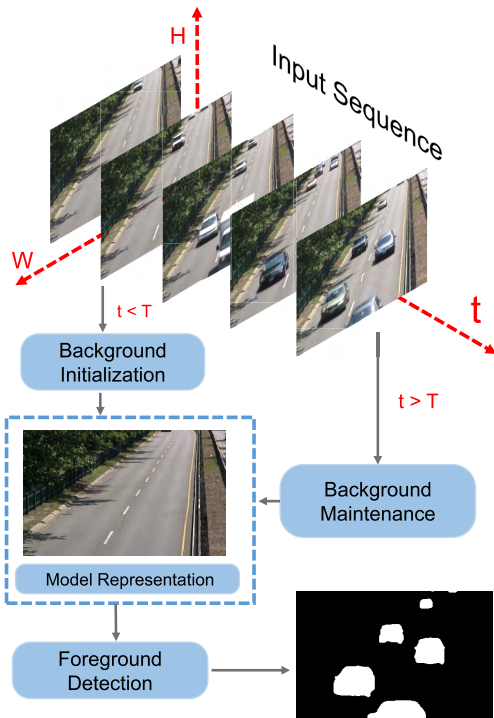 H
Input Sequence
W
t
t < T
Background
Initialization
t > T
Background
Maintenance
Model Representation
Foreground
Detection